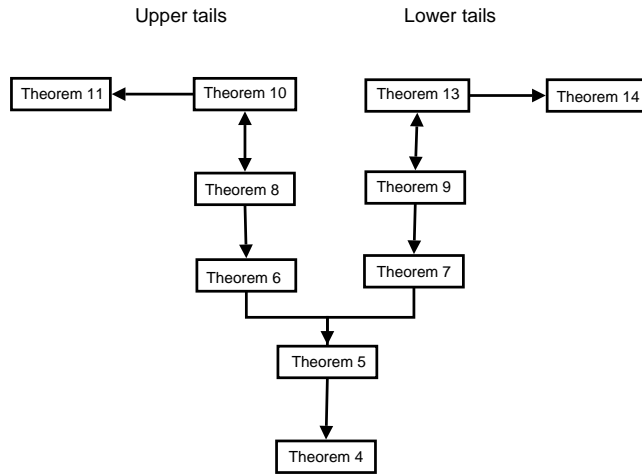 Upper tails
Lower tails
Theorem 11
Theorem 10
Theorem 13
Theorem 14
Theorem 8
Theorem 9
Theorem 6
Theorem 7
Theorem 5
Theorem 4